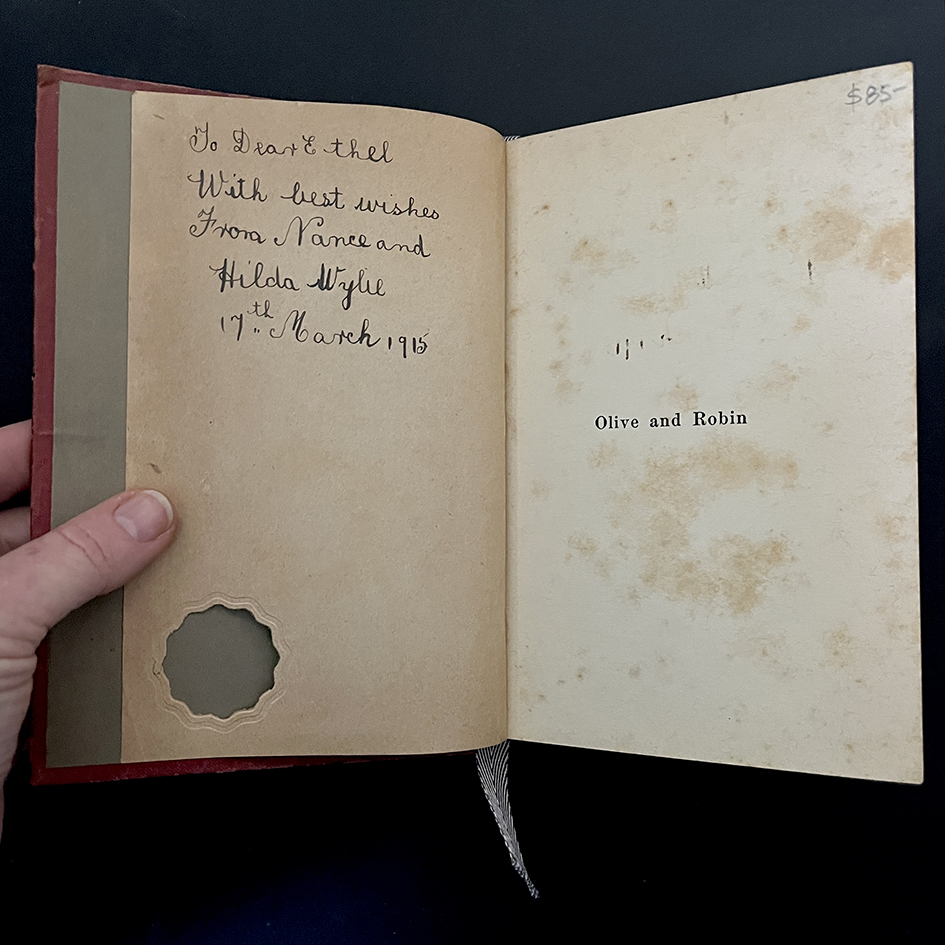 To Dear Ethel
With best wishes
From Nance and
Hilda Wylie
17th March 1915
$85-
Olive and Robin